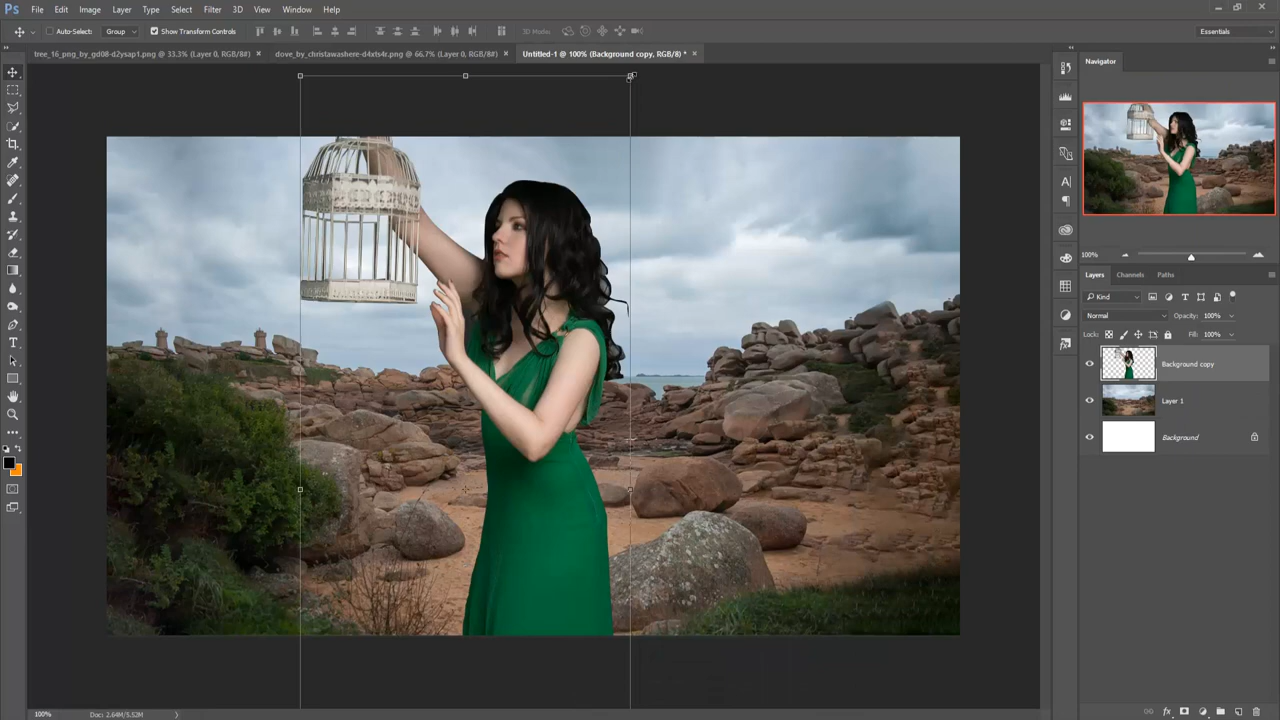 Ps File Edit Image Layer Type Select Filter 3D View Window Help
Auto-Select: Group Show Transform Controls 3D Mode: Essentials
tree_16_png_by_gd08-d2ysap1.png @ 33.3% (Layer 0, RGB/8#) × dove_by_christawashere-d4xts4r.png @ 66.7% (Layer 0, RGB/8#) × Untitled-1 @ 100% (Background copy, RGB/8) * ×
Navigator
100%
Layers Channels Paths
Kind
Normal Opacity: 100%
Lock: Fill: 100%
Background copy
Layer 1
Background
100% Doc: 2.64M/5.53M